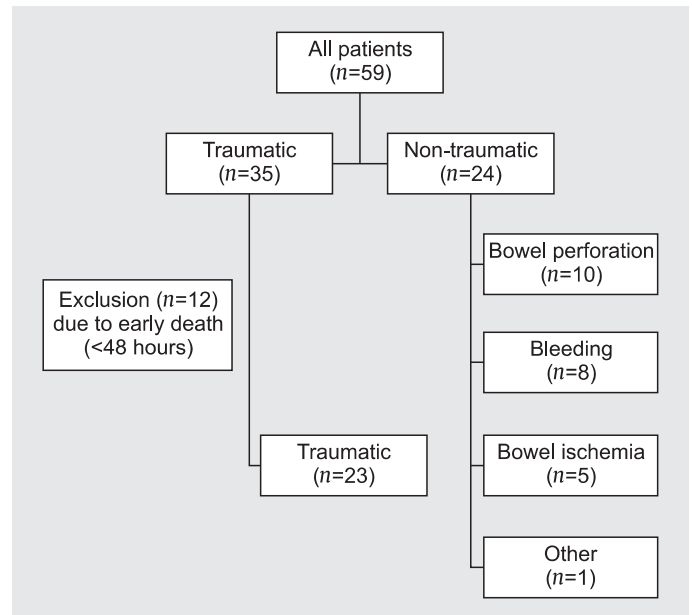 All patients
(n=59)
Traumatic
(n=35)
Non-traumatic
(n=24)
Bowel perforation
(n=10)
Exclusion (n=12)
due to early death
(<48 hours)
Bleeding
(n=8)
Traumatic
(n=23)
Bowel ischemia
(n=5)
Other
(n=1)